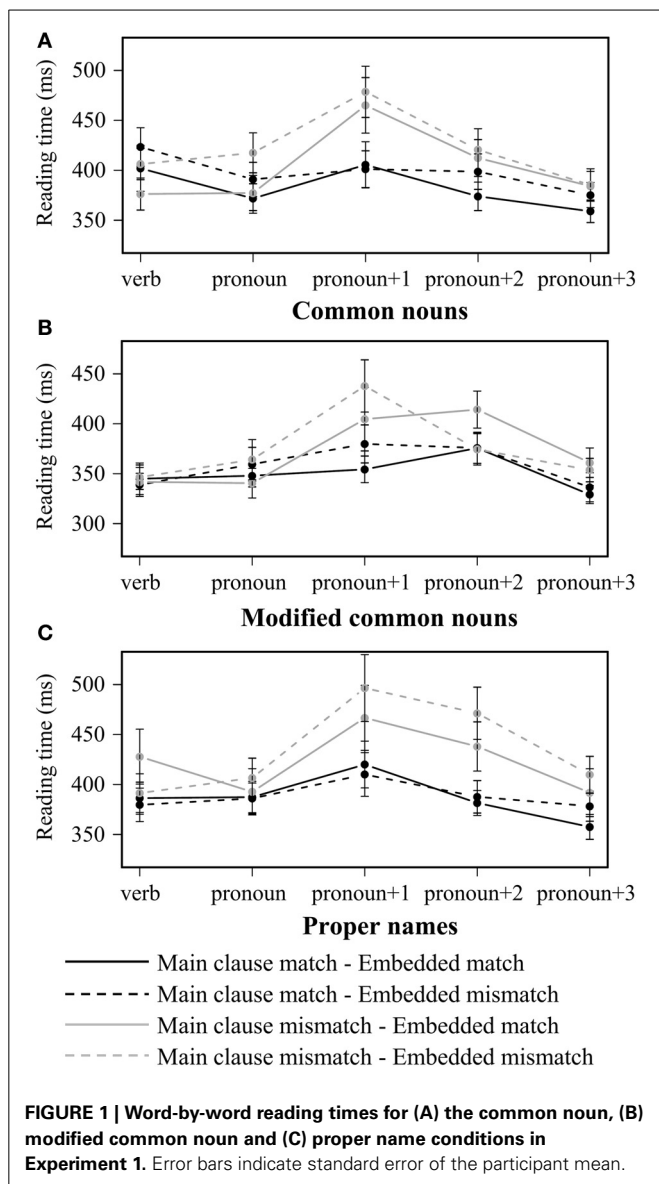 A
Reading time (ms)
500
450
400
350
verb pronoun pronoun+1 pronoun+2 pronoun+3
Common nouns
B
Reading time (ms)
450
400
350
300
verb pronoun pronoun+1 pronoun+2 pronoun+3
Modified common nouns
C
Reading time (ms)
500
450
400
350
verb pronoun pronoun+1 pronoun+2 pronoun+3
Proper names
Main clause match - Embedded match
Main clause match - Embedded mismatch
Main clause mismatch - Embedded match
Main clause mismatch - Embedded mismatch
FIGURE 1 | Word-by-word reading times for (A) the common noun, (B)
modified common noun and (C) proper name conditions in
Experiment 1. Error bars indicate standard error of the participant mean.